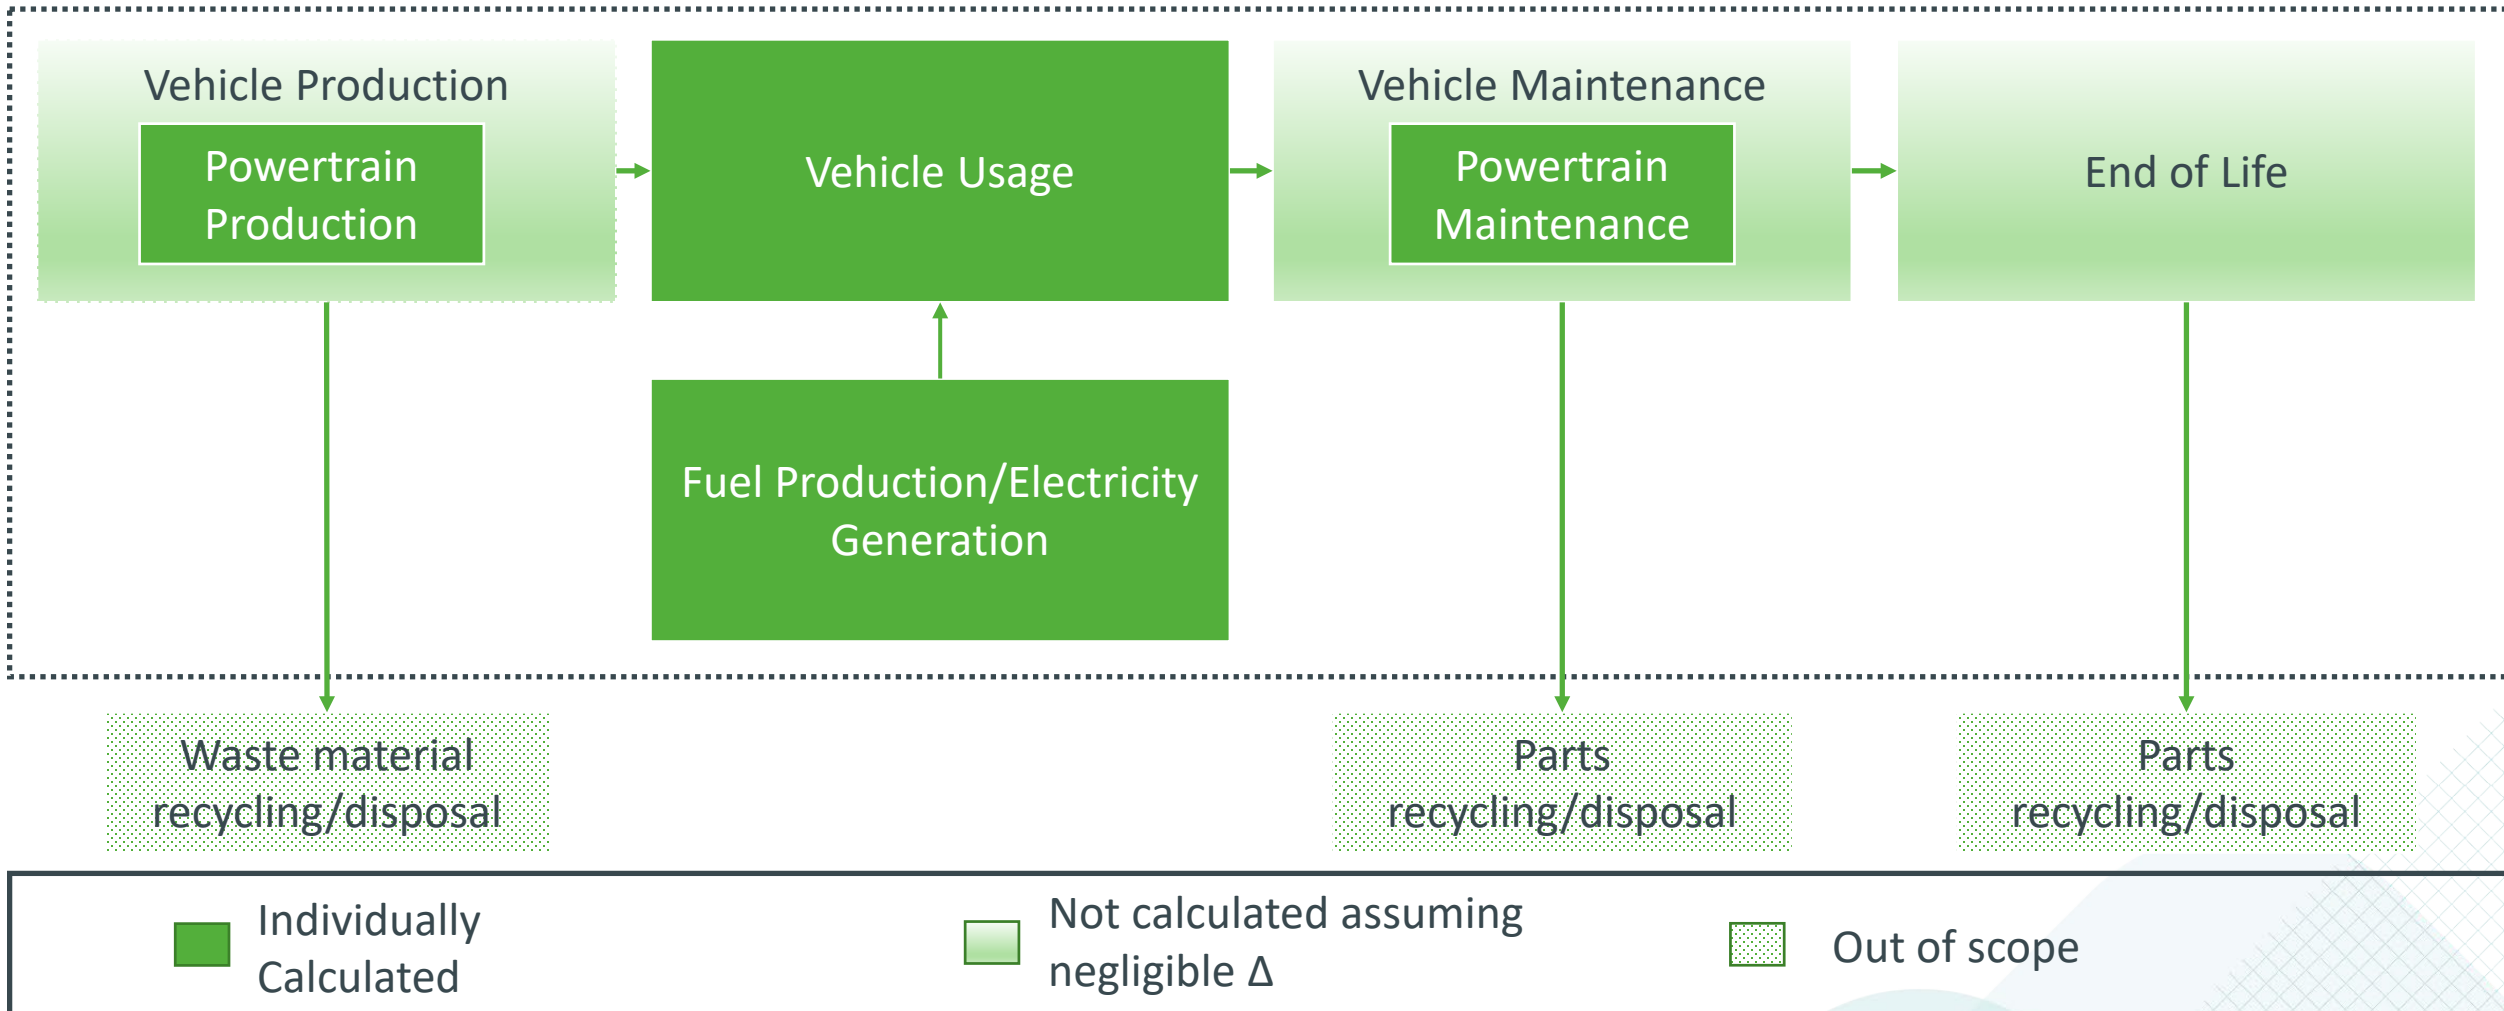 Vehicle Production
Powertrain
Production
Vehicle Usage
Vehicle Maintenance
Powertrain
Maintenance
End of Life
Fuel Production/Electricity
Generation
Waste material
recycling/disposal
Parts
recycling/disposal
Parts
recycling/disposal
Individually
Calculated
Not calculated assuming
negligible Δ
Out of scope